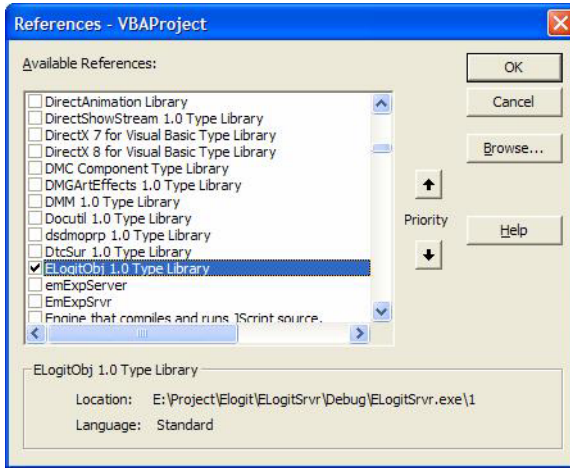 References - VBAProject
Available References:
DirectAnimation Library
DirectShowStream 1.0 Type Library
DirectX 7 for Visual Basic Type Library
DirectX 8 for Visual Basic Type Library
DMC Component Type Library
DMGArtEffects 1.0 Type Library
DMM 1.0 Type Library
Docutil 1.0 Type Library
dsdmoprp 1.0 Type Library
DtcSur 1.0 Type Library
ELogitObj 1.0 Type Library
emExpServer
EmExpSrvr
Engine that compiles and runs JScript source.
OK
Cancel
Browse...
Priority
Help
ELogitObj 1.0 Type Library
Location: E:\Project\Elogit\ELogitSrvr\Debug\ELogitSrvr.exe\1
Language: Standard